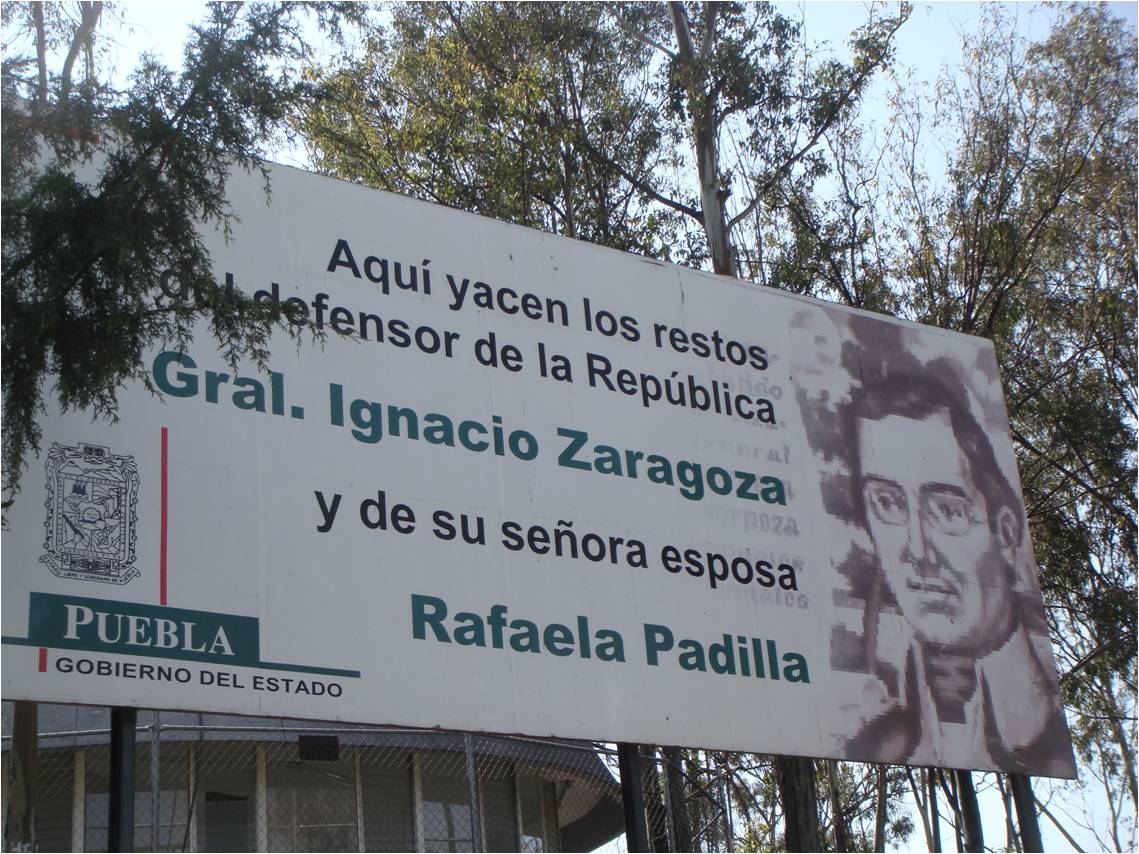 Aquí yacen los restos
del defensor de la República
Gral. Ignacio Zaragoza
y de su señora esposa
Rafaela Padilla
PUEBLA
GOBIERNO DEL ESTADO